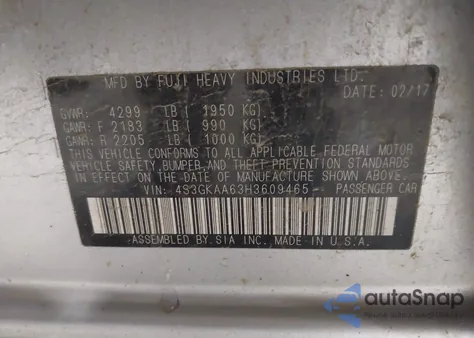 MFD BY FUJI HEAVY INDUSTRIES LTD.
DATE: 02/17
GVWR: 4299 LB ( 1950 KG)
GAWR: F 2183 LB ( 990 KG)
GAWR: R 2205 LB ( 1000 KG)
THIS VEHICLE CONFORMS TO ALL APPLICABLE FEDERAL MOTOR
VEHICLE SAFETY, BUMPER, AND THEFT PREVENTION STANDARDS
IN EFFECT ON THE DATE OF MANUFACTURE SHOWN ABOVE.
VIN: 4S3GKAA63H3609465 PASSENGER CAR
ASSEMBLED BY SIA INC., MADE IN U.S.A.
autoSnap